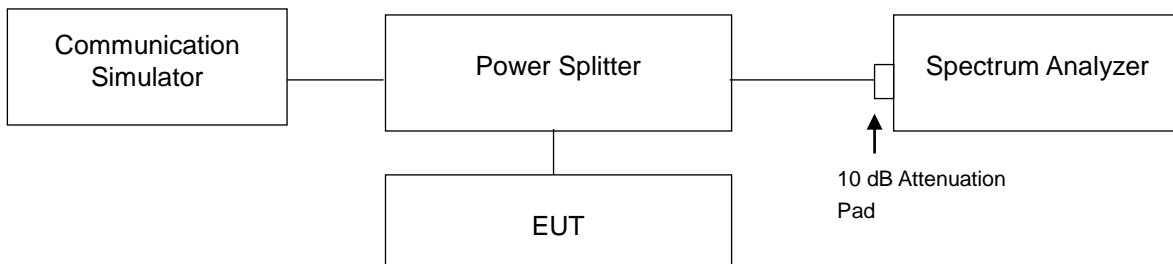 Communication
Simulator
Power Splitter
Spectrum Analyzer
10 dB Attenuation
Pad
EUT